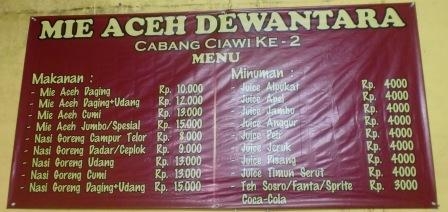 MIE ACEH DEWANTARA
CABANG CIAWI KE - 2
MENU
Makanan :
- Mie Aceh Daging Rp. 10.000
- Mie Aceh Daging+Udang Rp. 12.000
- Mie Aceh Cumi Rp. 13.000
- Mie Aceh Jumbo/Spesial Rp. 15.000
- Nasi Goreng Campur Telor Rp. 8.000
- Nasi Goreng Dadar/Ceplok Rp. 9.000
- Nasi Goreng Udang Rp. 13.000
- Nasi Goreng Cumi Rp. 13.000
- Nasi Goreng Daging+Udang Rp. 15.000
Minuman :
- Juice Alpukat Rp. 4000
- Juice Apel Rp. 4000
- Juice Jambu Rp. 4000
- Juice Anggur Rp. 4000
- Juice Peti Rp. 4000
- Juice Jeruk Rp. 4000
- Juice Pisang Rp. 4000
- Juice Timun Serut Rp. 4000
- Teh Sosro/Fanta/Sprite Rp. 3000
Coca-Cola